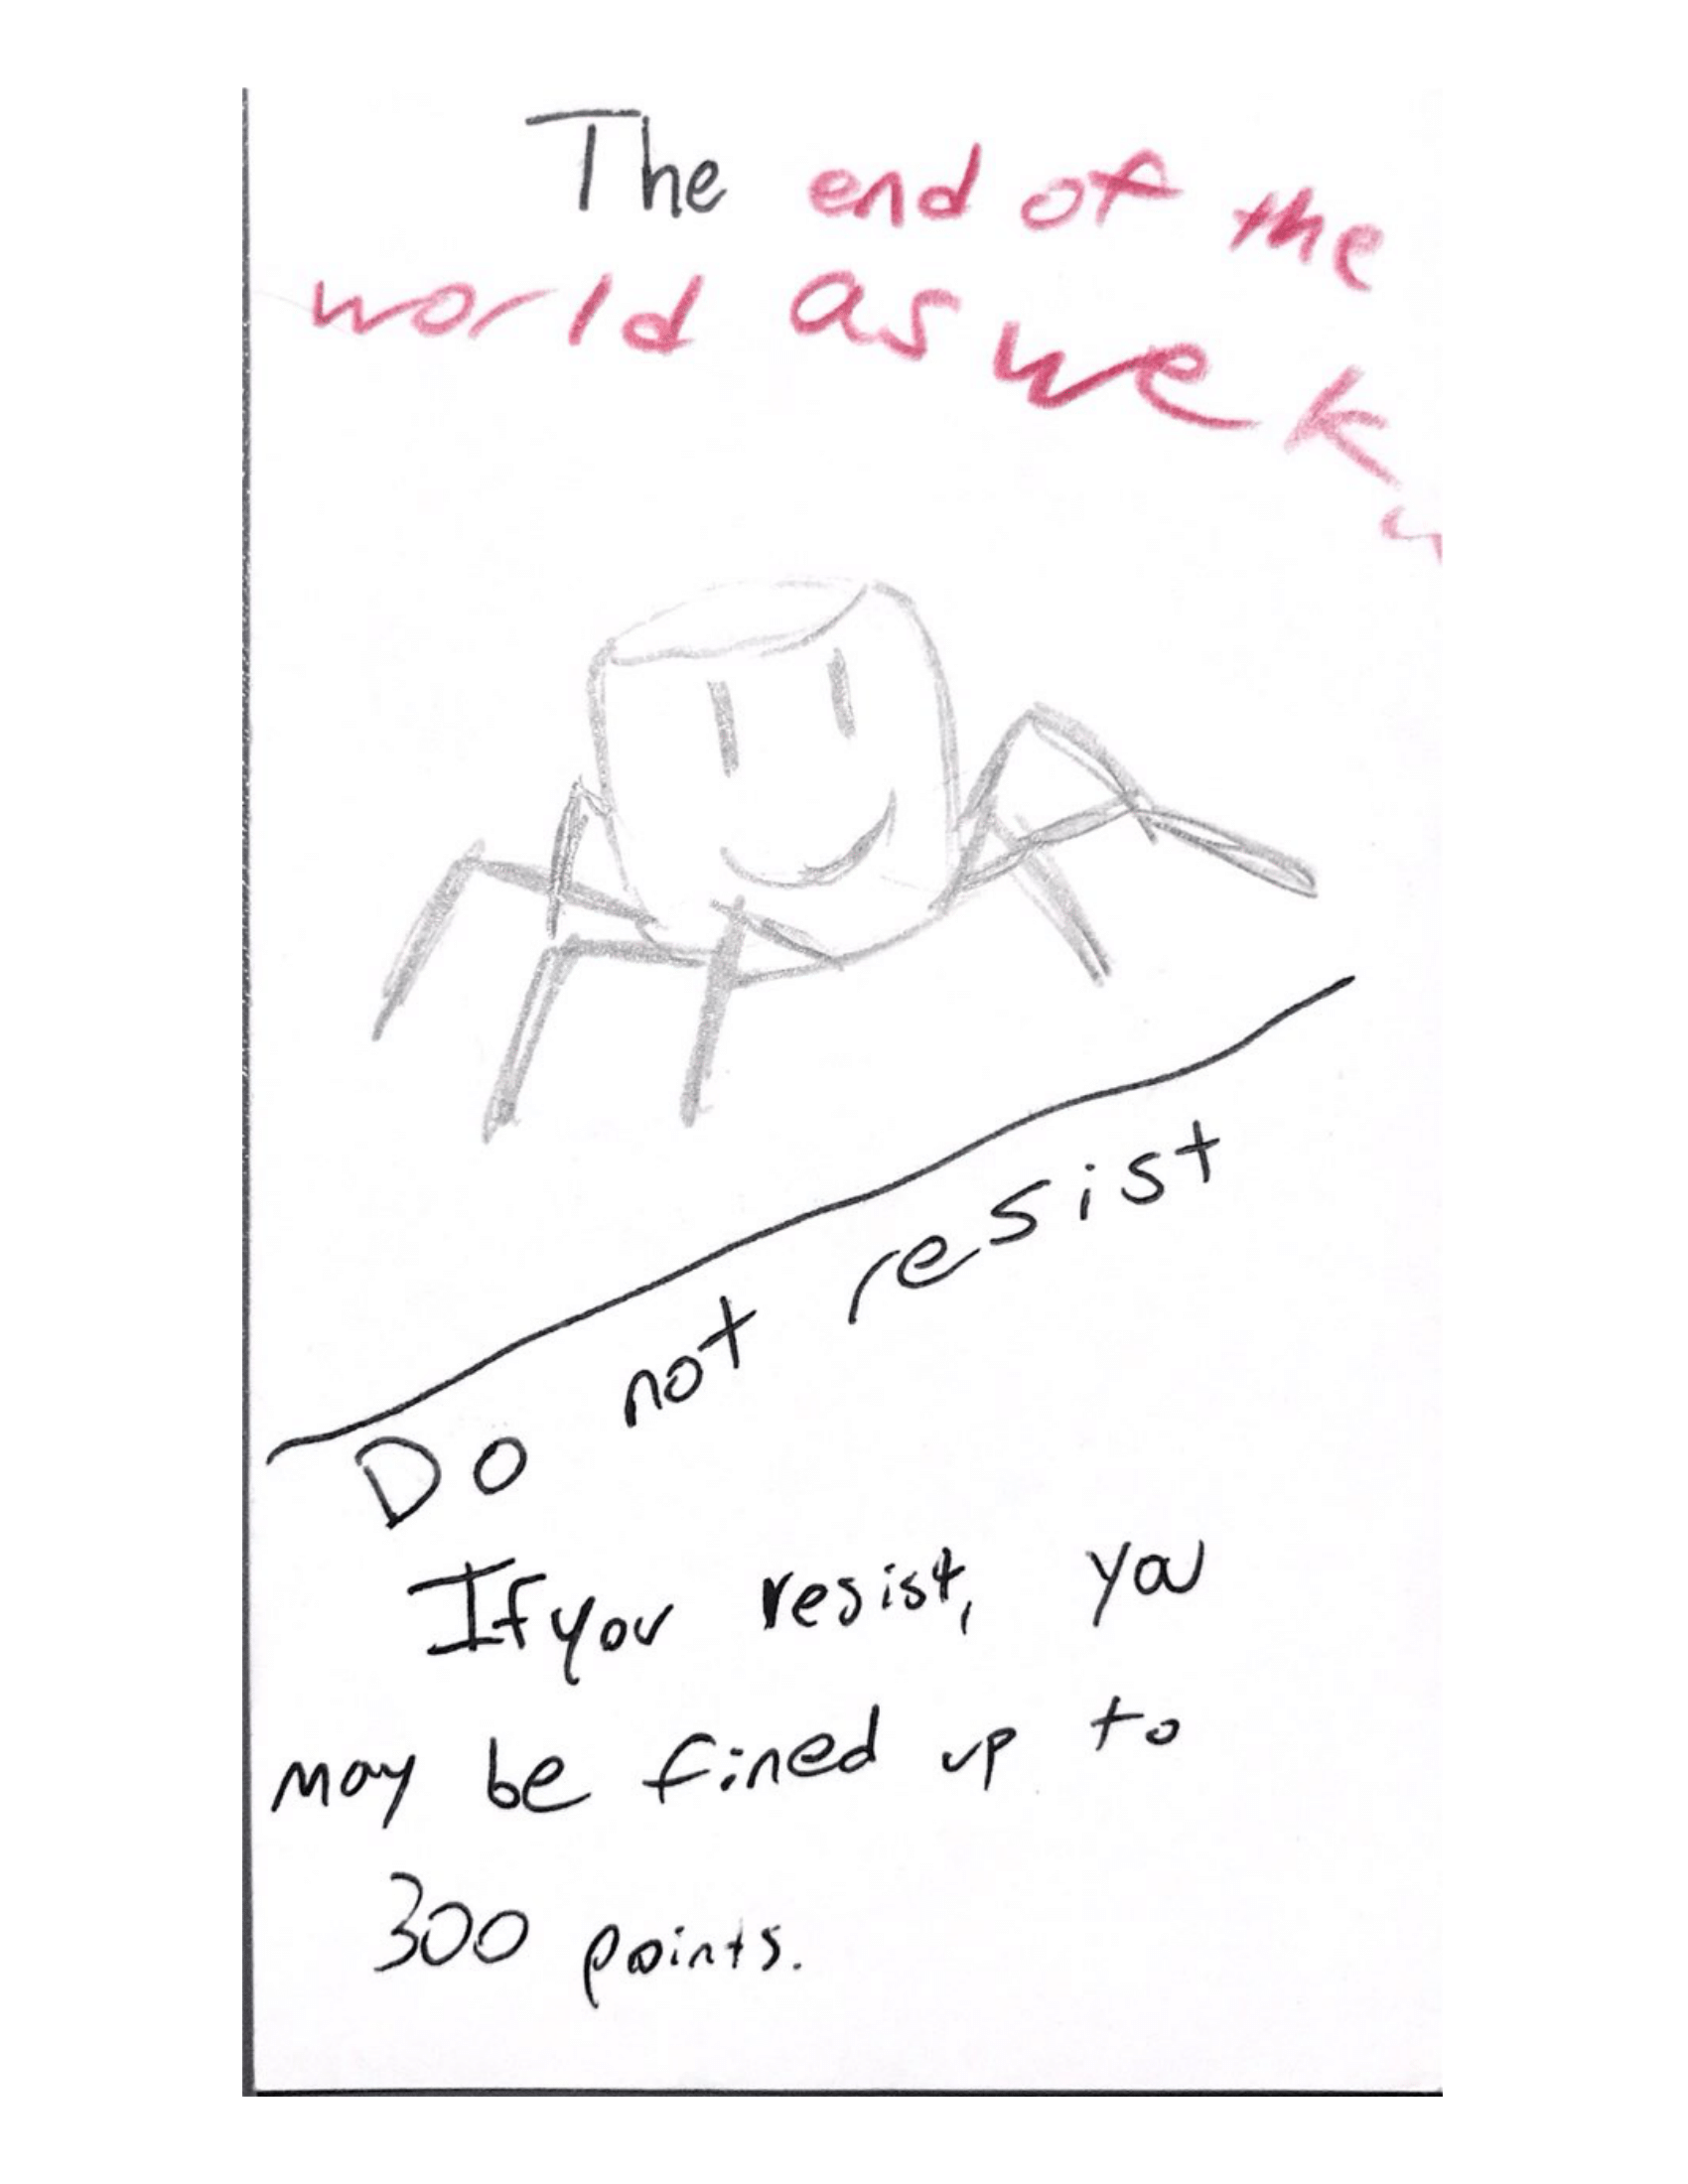 The end of the
world as we k
Do not resist
If you resist, you
may be fined up to
300 points.